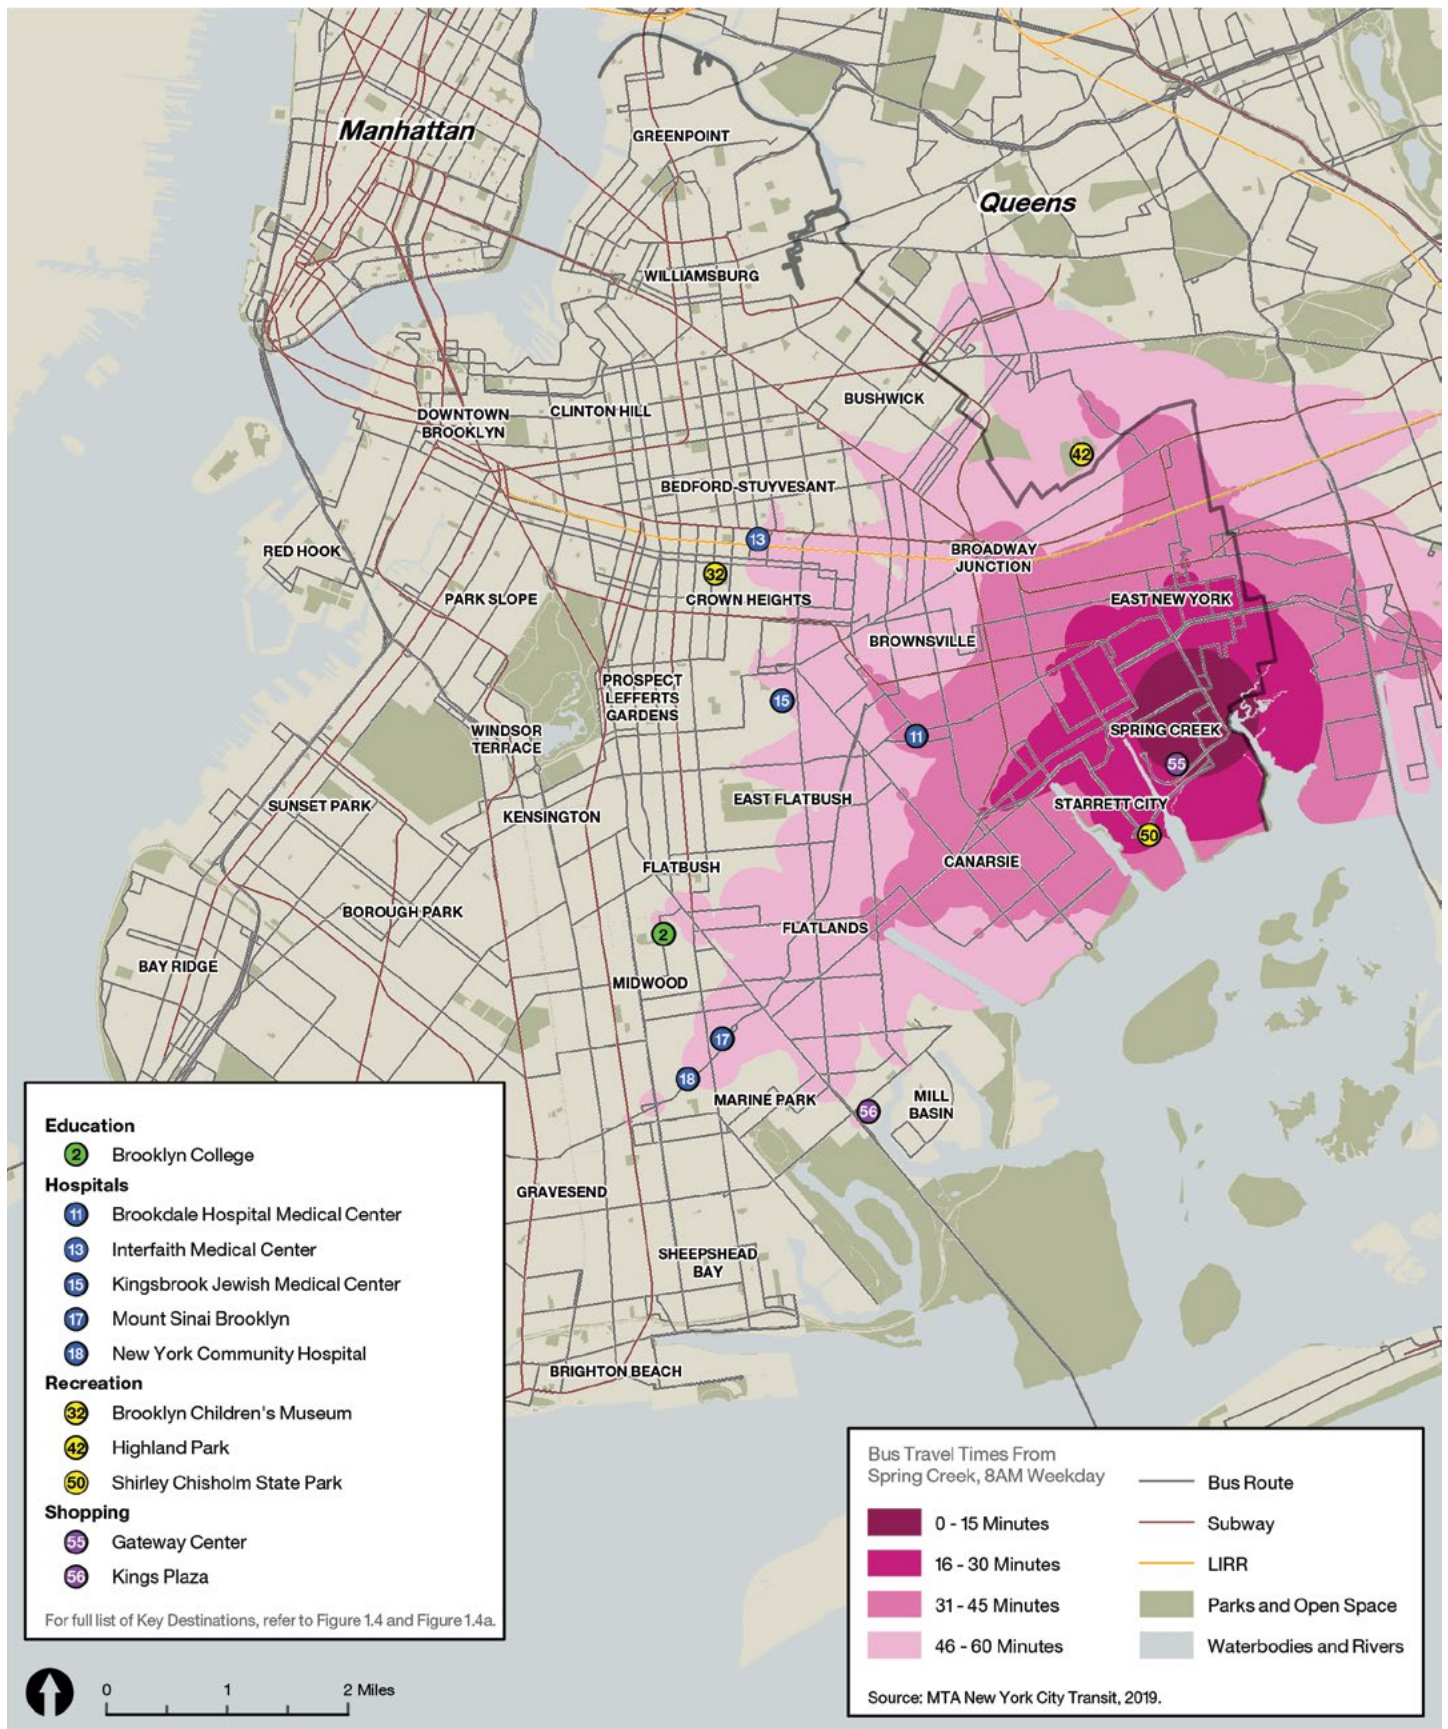 Manhattan
GREENPOINT
Queens
WILLIAMSBURG
BUSHWICK
DOWNTOWN
BROOKLYN
CLINTON HILL
42
BEDFORD-STUYVESANT
13
RED HOOK
BROADWAY
JUNCTION
32
PARK SLOPE
CROWN HEIGHTS
EAST NEW YORK
BROWNSVILLE
PROSPECT
LEFFERTS
GARDENS
15
WINDSOR
TERRACE
11
SPRING CREEK
55
SUNSET PARK
KENSINGTON
EAST FLATBUSH
STARRETT CITY
50
FLATBUSH
CANARSIE
BOROUGH PARK
2
FLATLANDS
BAY RIDGE
MIDWOOD
17
18
MARINE PARK
56
MILL
BASIN
GRAVESEND
SHEEPSHEAD
BAY
BRIGHTON BEACH
Education
2 Brooklyn College
Hospitals
11 Brookdale Hospital Medical Center
13 Interfaith Medical Center
15 Kingsbrook Jewish Medical Center
17 Mount Sinai Brooklyn
18 New York Community Hospital
Recreation
32 Brooklyn Children's Museum
42 Highland Park
50 Shirley Chisholm State Park
Shopping
55 Gateway Center
56 Kings Plaza
For full list of Key Destinations, refer to Figure 1.4 and Figure 1.4a.
0 1 2 Miles
Bus Travel Times From
Spring Creek, 8AM Weekday
0 - 15 Minutes
16 - 30 Minutes
31 - 45 Minutes
46 - 60 Minutes
Bus Route
Subway
LIRR
Parks and Open Space
Waterbodies and Rivers
Source: MTA New York City Transit, 2019.